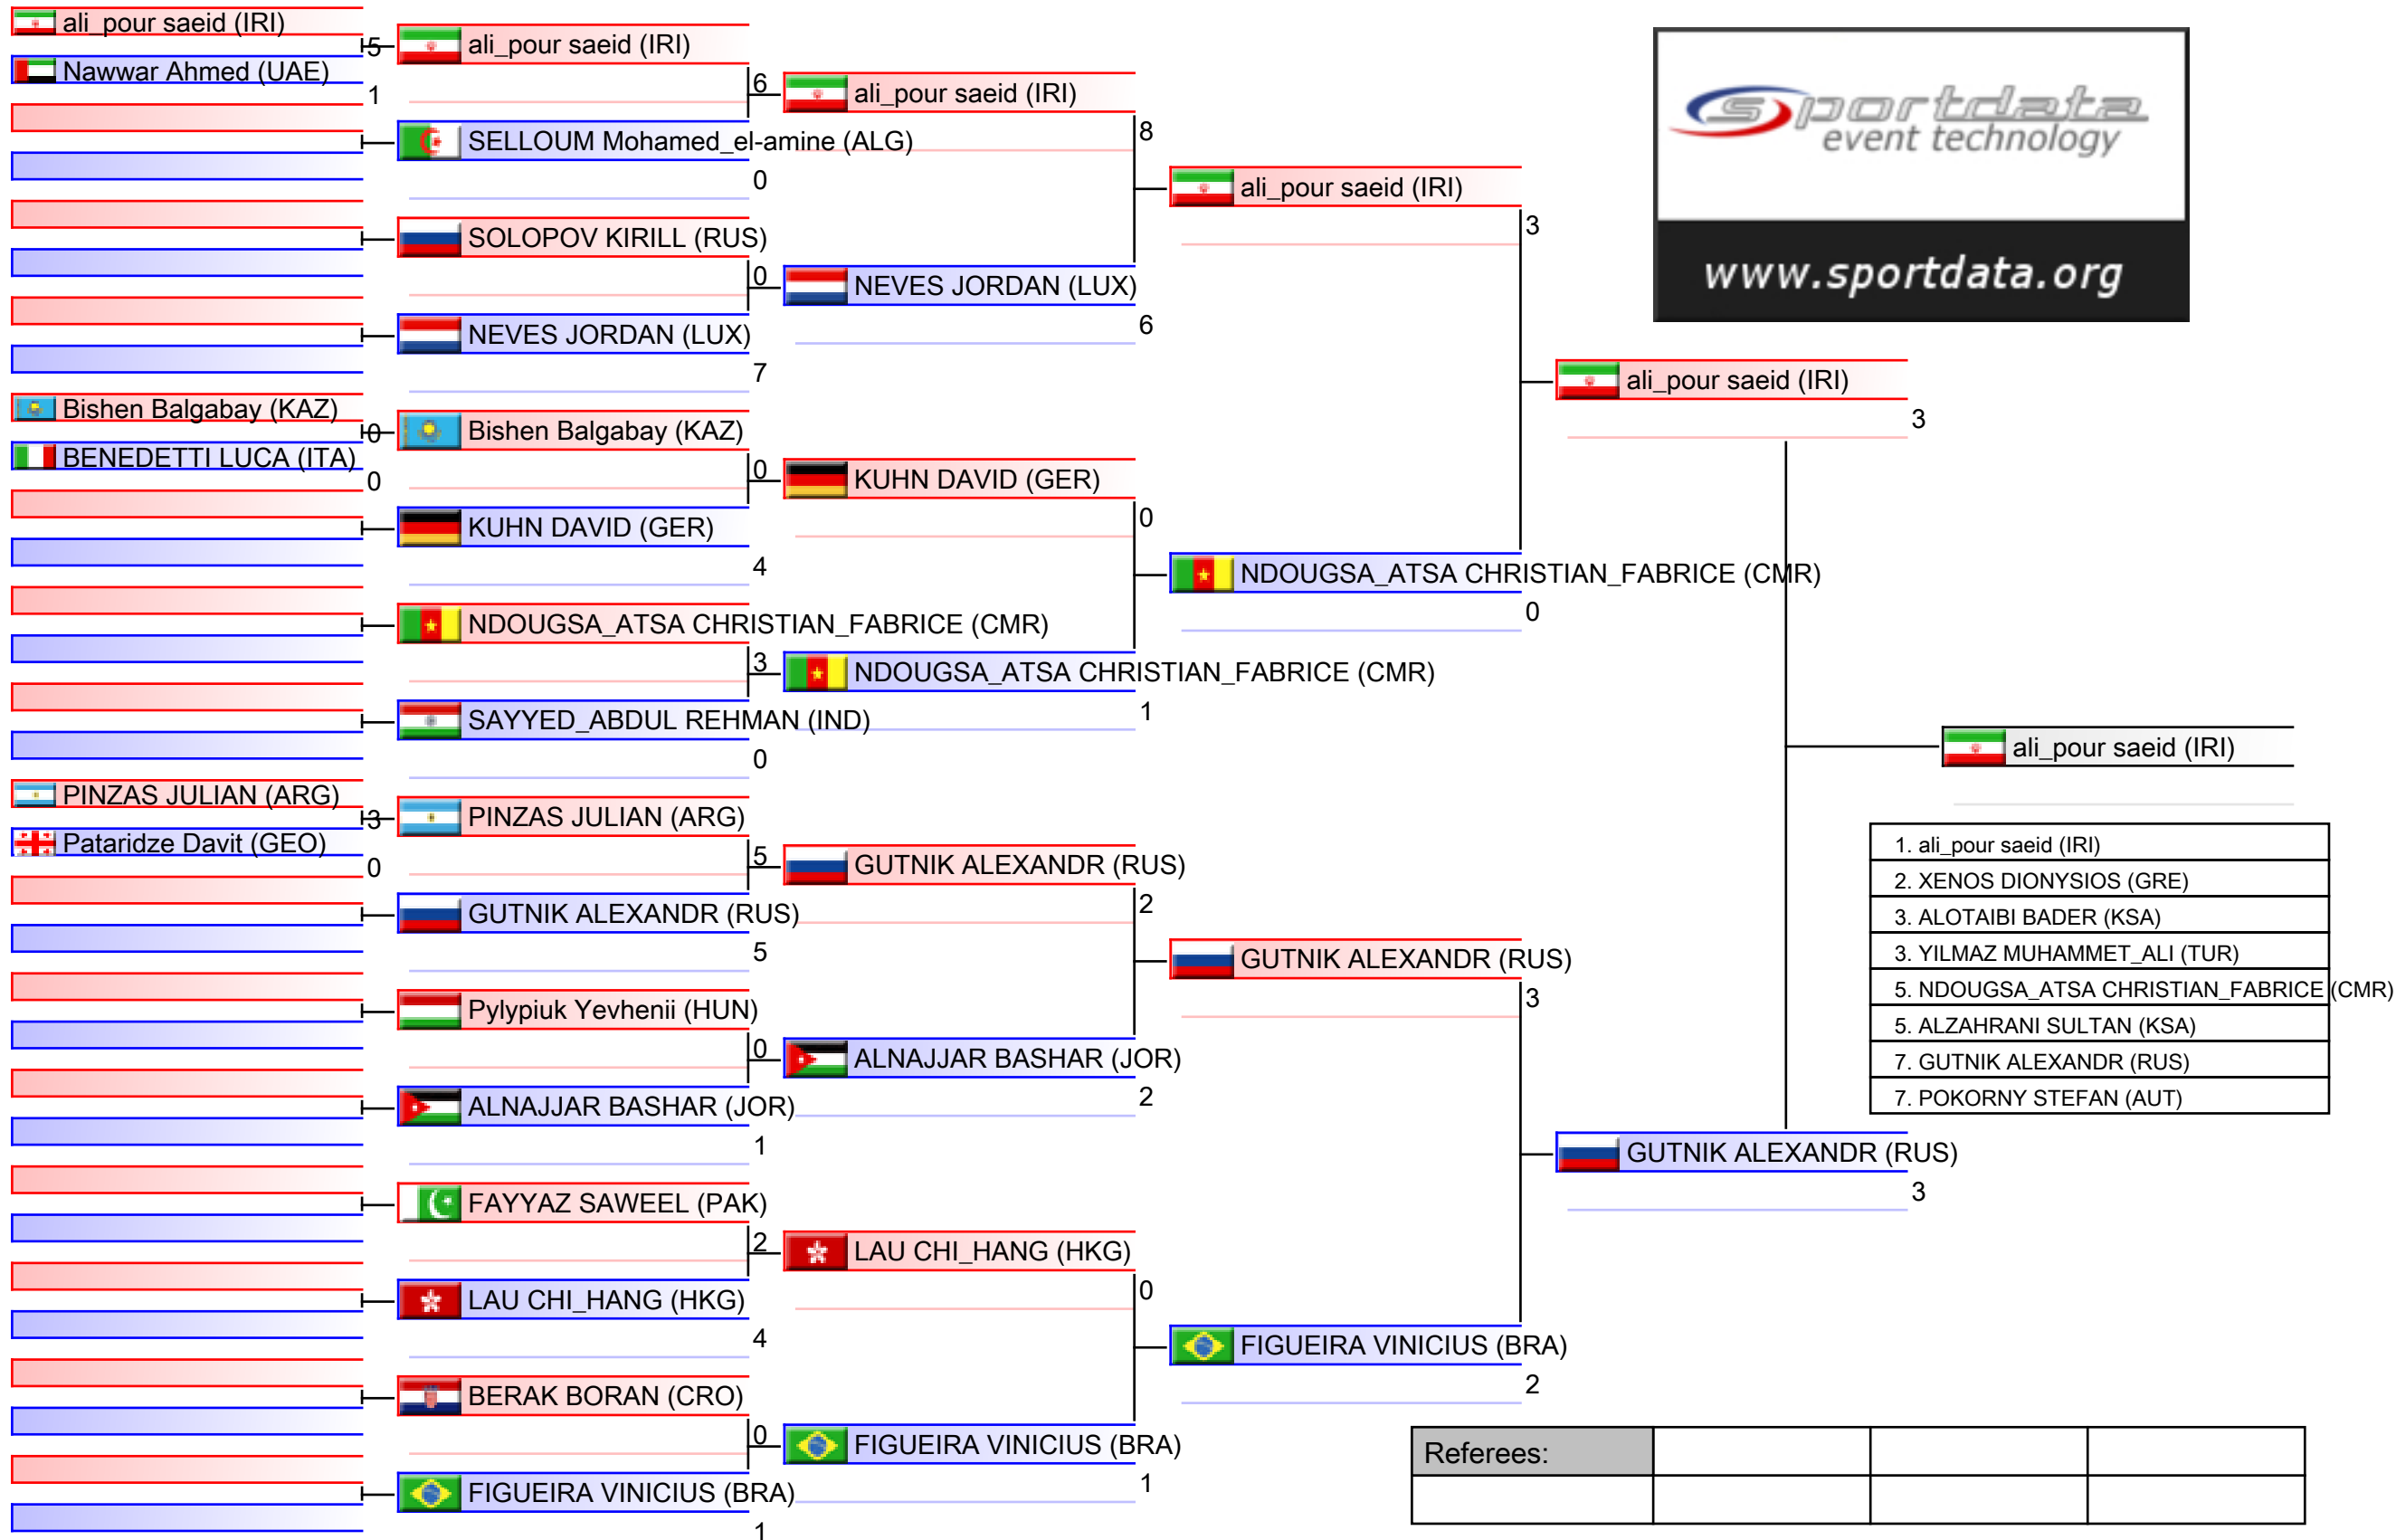 ali_pour saeid (IRI)
5
Nawwar Ahmed (UAE)
1
Bishen Balgabay (KAZ)
0
BENEDETTI LUCA (ITA)
0
PINZAS JULIAN (ARG)
3
Pataridze Davit (GEO)
0
ali_pour saeid (IRI)
6
SELLOUM Mohamed_el-amine (ALG)
0
SOLOPOV KIRILL (RUS)
0
NEVES JORDAN (LUX)
7
Bishen Balgabay (KAZ)
0
KUHN DAVID (GER)
4
NDOUGSA_ATSA CHRISTIAN_FABRICE (CMR)
3
SAYYED_ABDUL REHMAN (IND)
0
PINZAS JULIAN (ARG)
5
GUTNIK ALEXANDR (RUS)
5
Pylypiuk Yevhenii (HUN)
0
ALNAJJAR BASHAR (JOR)
1
FAYYAZ SAWEEL (PAK)
2
LAU CHI_HANG (HKG)
4
BERAK BORAN (CRO)
0
FIGUEIRA VINICIUS (BRA)
1
ali_pour saeid (IRI)
8
NEVES JORDAN (LUX)
6
KUHN DAVID (GER)
0
NDOUGSA_ATSA CHRISTIAN_FABRICE (CMR)
1
GUTNIK ALEXANDR (RUS)
2
ALNAJJAR BASHAR (JOR)
2
LAU CHI_HANG (HKG)
0
FIGUEIRA VINICIUS (BRA)
1
ali_pour saeid (IRI)
3
NDOUGSA_ATSA CHRISTIAN_FABRICE (CMR)
0
GUTNIK ALEXANDR (RUS)
3
FIGUEIRA VINICIUS (BRA)
2
ali_pour saeid (IRI)
3
GUTNIK ALEXANDR (RUS)
3
ali_pour saeid (IRI)
sportdata
event technology
www.sportdata.org
1. ali_pour saeid (IRI)
2. XENOS DIONYSIOS (GRE)
3. ALOTAIBI BADER (KSA)
3. YILMAZ MUHAMMET_ALI (TUR)
5. NDOUGSA_ATSA CHRISTIAN_FABRICE (CMR)
5. ALZAHRANI SULTAN (KSA)
7. GUTNIK ALEXANDR (RUS)
7. POKORNY STEFAN (AUT)
Referees: